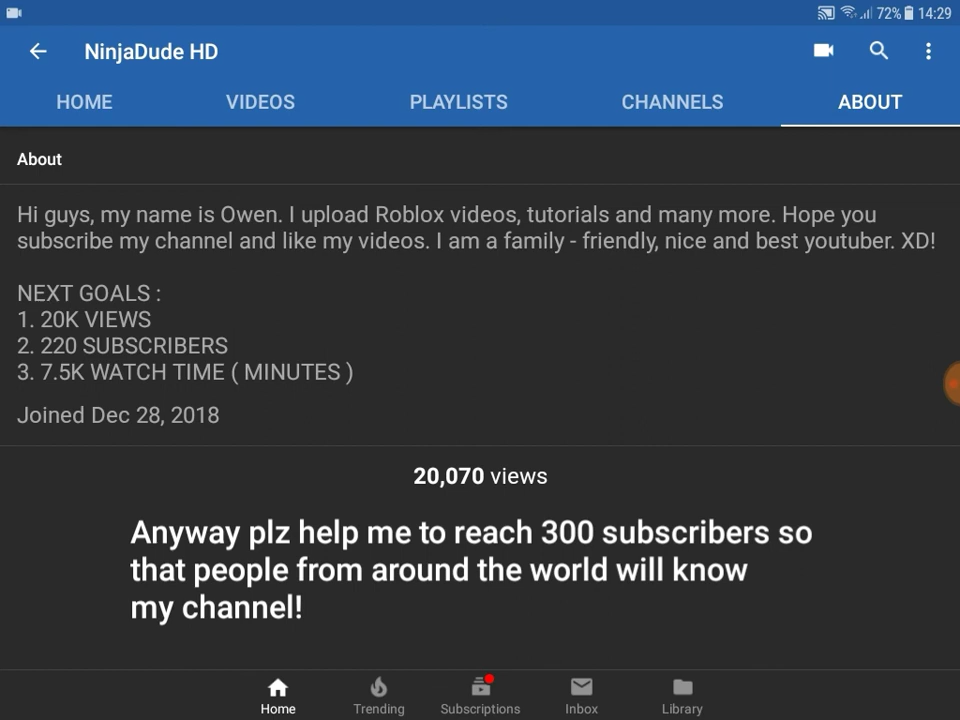 72% 14:29
NinjaDude HD
HOME VIDEOS PLAYLISTS CHANNELS ABOUT
About
Hi guys, my name is Owen. I upload Roblox videos, tutorials and many more. Hope you
subscribe my channel and like my videos. I am a family - friendly, nice and best youtuber. XD!
NEXT GOALS :
1. 20K VIEWS
2. 220 SUBSCRIBERS
3. 7.5K WATCH TIME ( MINUTES )
Joined Dec 28, 2018
20,070 views
Anyway plz help me to reach 300 subscribers so
that people from around the world will know
my channel!
Home Trending Subscriptions Inbox Library